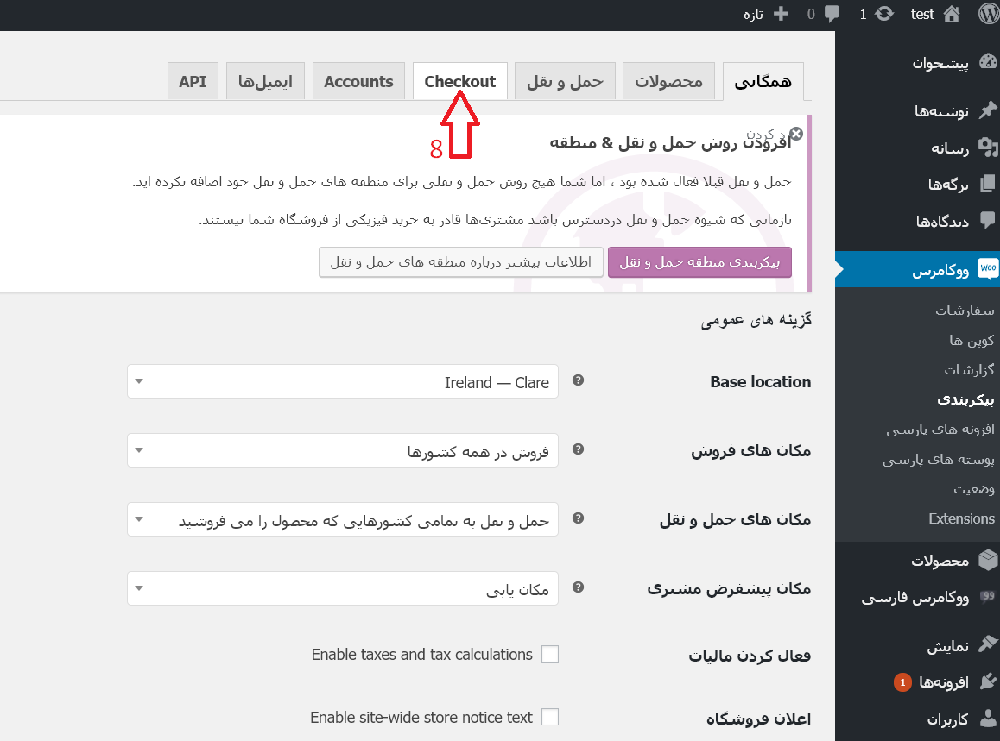 test 1 0 تازه
همگانی محصولات حمل و نقل Checkout Accounts ایمیل‌ها API
8
رد کردن
افزودن روش حمل و نقل & منطقه
حمل و نقل قبلا فعال شده بود ، اما شما هیچ روش حمل و نقلی برای منطقه های حمل و نقل خود اضافه نکرده اید.
تازمانی که شیوه حمل و نقل دردسترس باشد مشتری‌ها قادر به خرید فیزیکی از فروشگاه شما نیستند.
پیکربندی منطقه حمل و نقل اطلاعات بیشتر درباره منطقه های حمل و نقل
گزینه های عمومی
Base location Ireland — Clare
مکان های فروش فروش در همه کشورها
مکان های حمل و نقل حمل و نقل به تمامی کشورهایی که محصول را می فروشید
مکان پیشفرض مشتری مکان یابی
فعال کردن مالیات Enable taxes and tax calculations
اعلان فروشگاه Enable site-wide store notice text
پیشخوان
نوشته‌ها
رسانه
برگه‌ها
دیدگاه‌ها
Woo ووکامرس
سفارشات
کوپن ها
گزارشات
پیکربندی
افزونه های پارسی
پوسته های پارسی
وضعیت
Extensions
محصولات
ووکامرس فارسی
نمایش
افزونه‌ها 1
کاربران